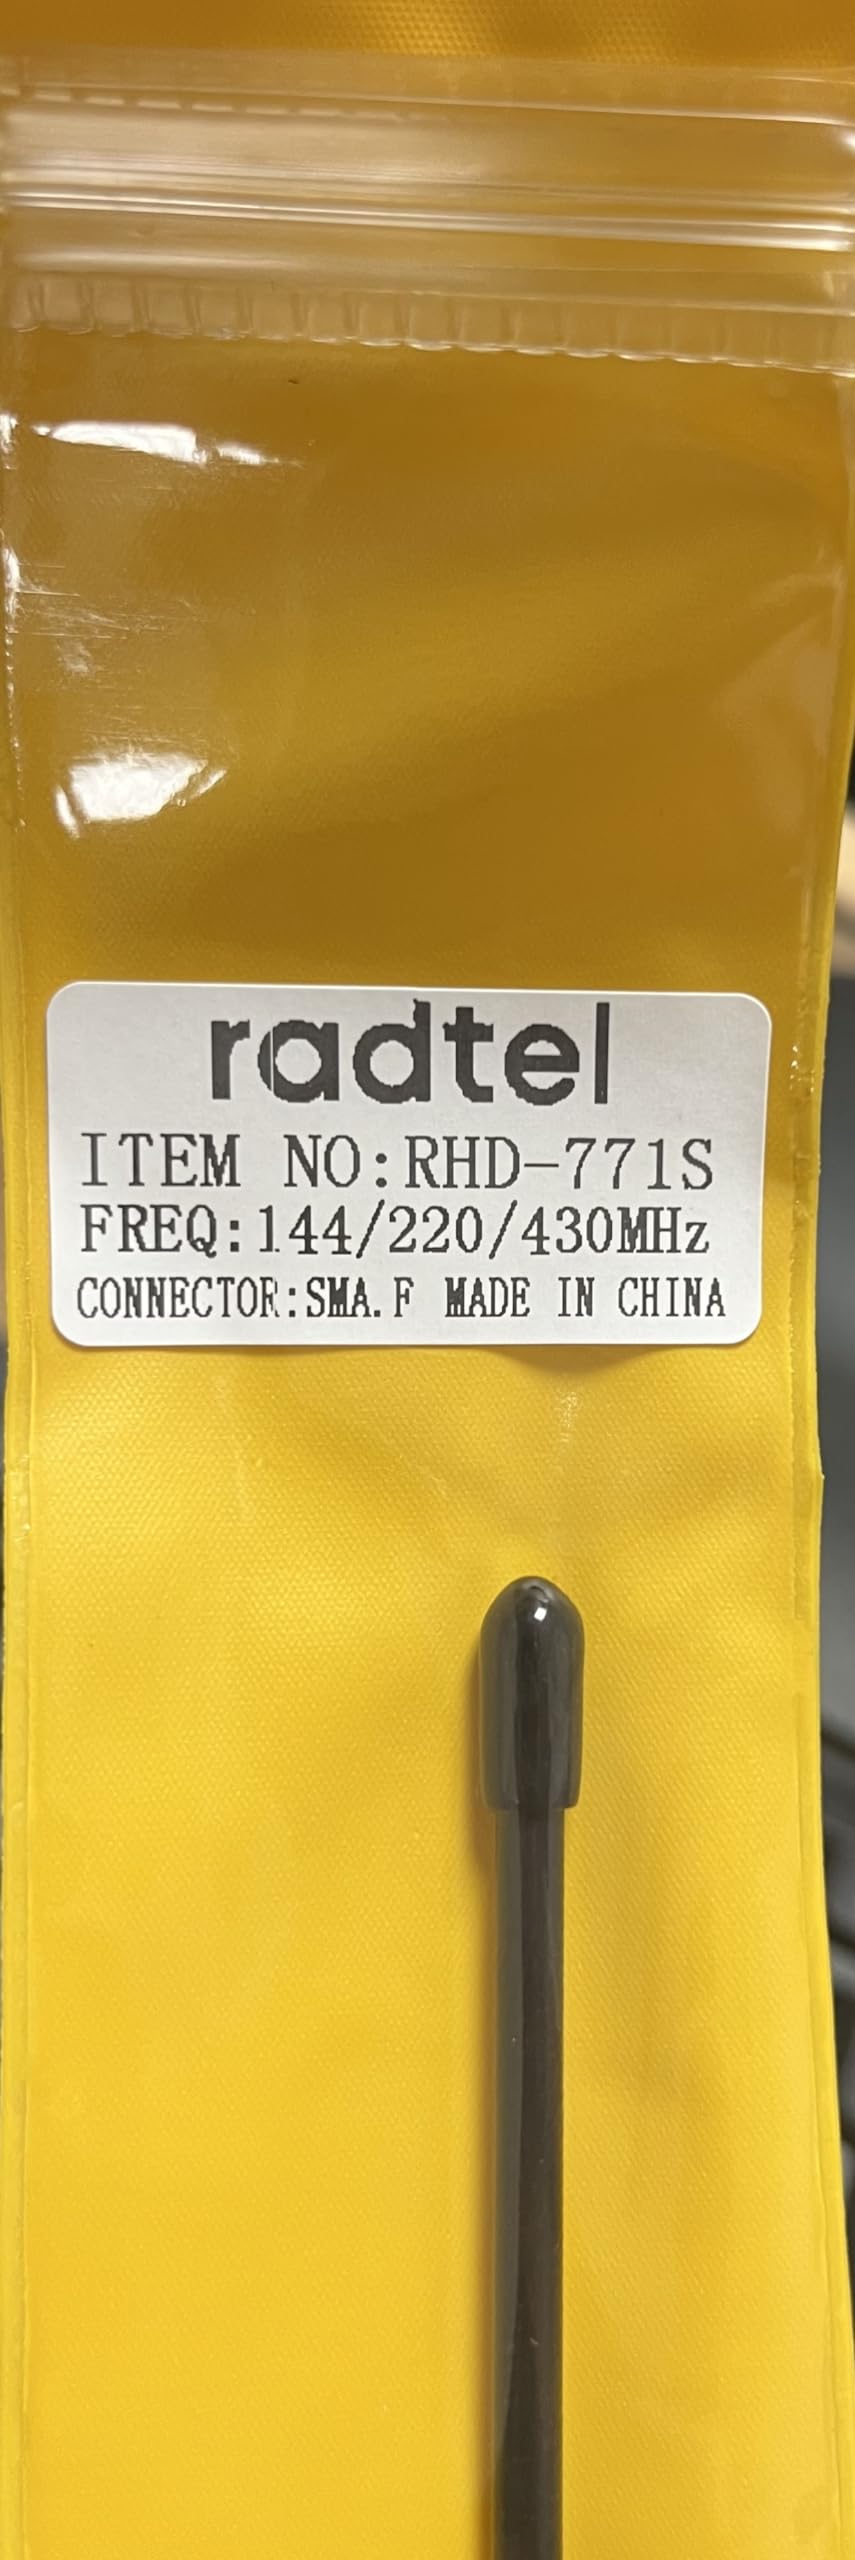 radtel
ITEM NO:RHD-771S
FREQ:144/220/430MHz
CONNECTOR:SMA.F MADE IN CHINA